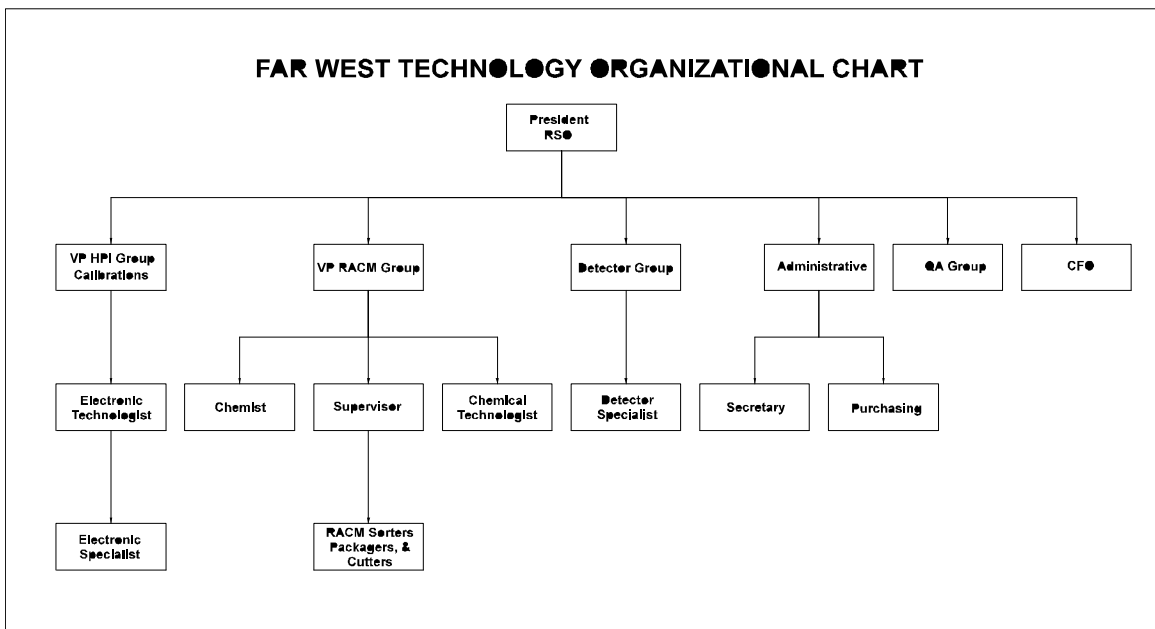 FAR WEST TECHNOLOGY ORGANIZATIONAL CHART
President
RSO
VP HPI Group
Calibrations
VP RACM Group
Detector Group
Administrative
QA Group
CFO
Electronic
Technologist
Chemist
Supervisor
Chemical
Technologist
Detector
Specialist
Secretary
Purchasing
Electronic
Specialist
RACM Sorters
Packagers, &
Cutters